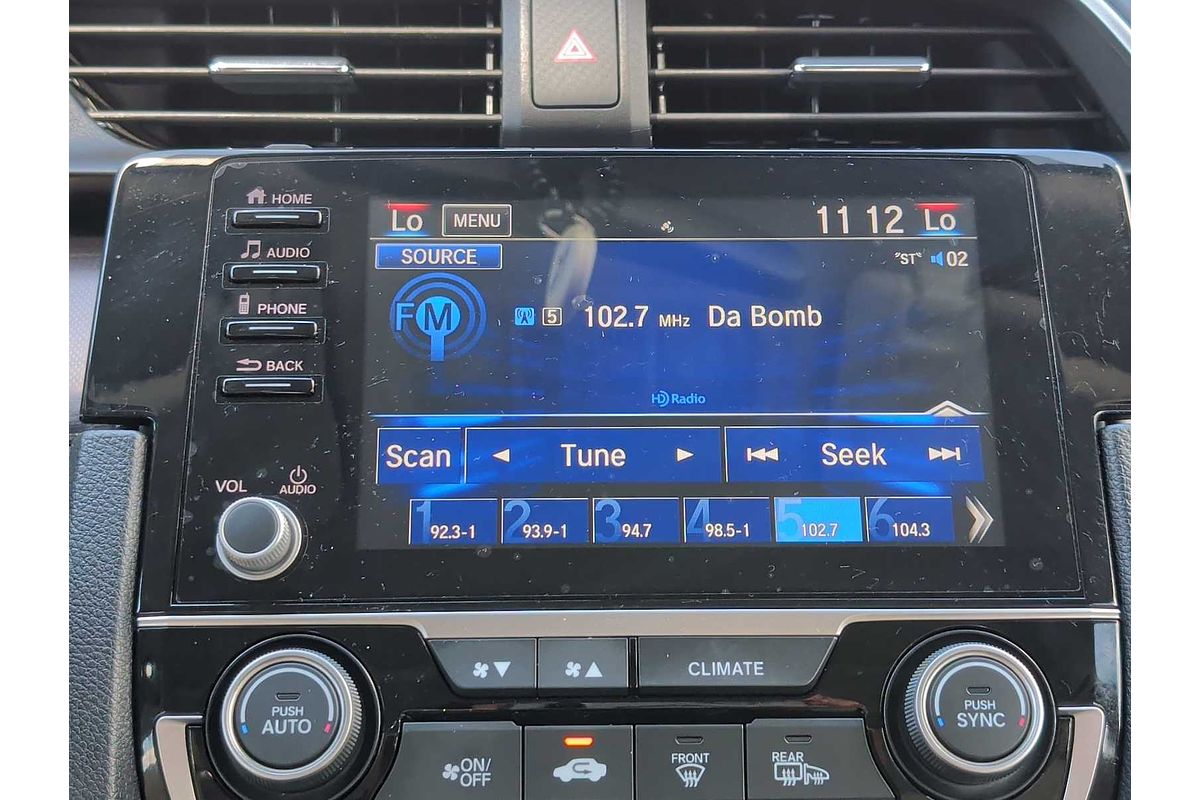 HOME
AUDIO
PHONE
BACK
VOL
AUDIO
Lo MENU 11 12 Lo
SOURCE "ST" 02
FM 5 102.7 MHz Da Bomb
HD Radio
Scan Tune Seek
1 92.3-1 2 93.9-1 3 94.7 4 98.5-1 5 102.7 6 104.3
CLIMATE
PUSH AUTO
PUSH SYNC
ON/OFF
FRONT
REAR